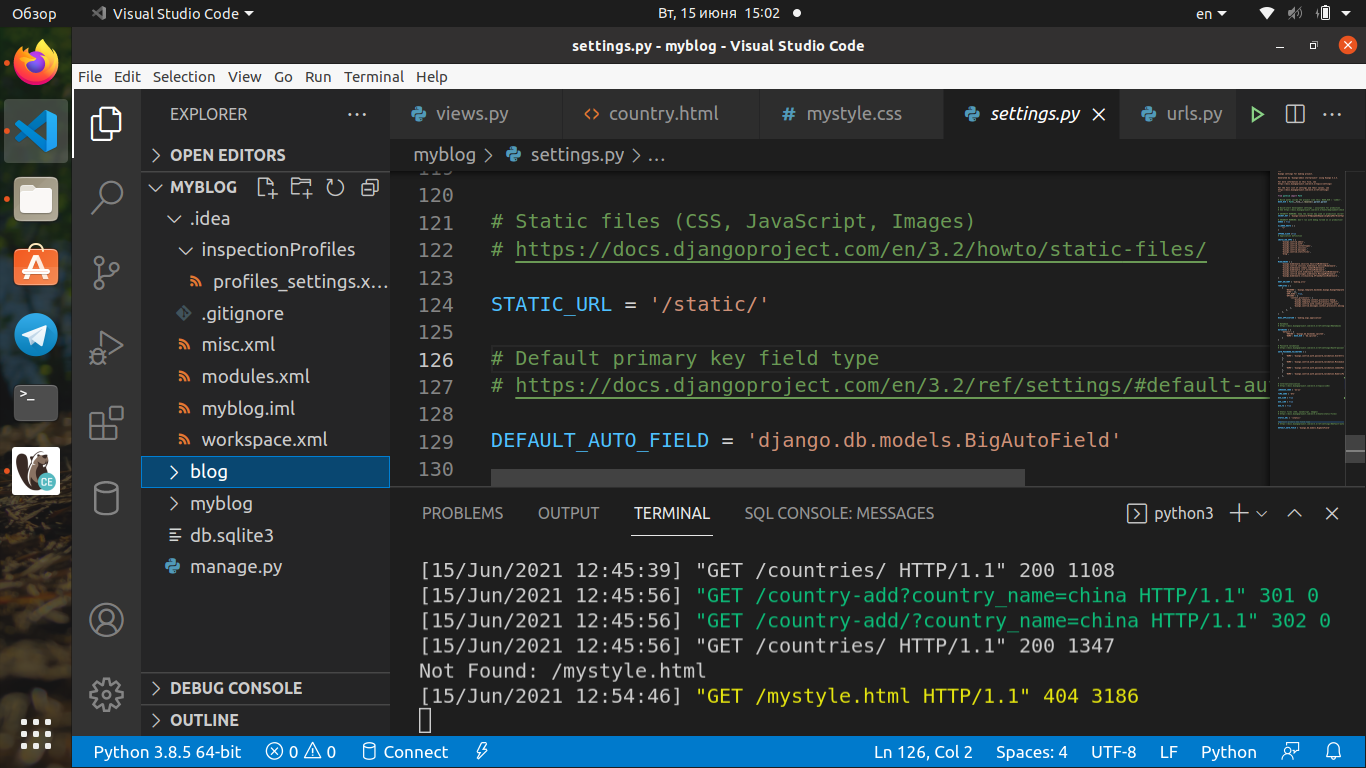 Обзор
Visual Studio Code
Вт, 15 июня 15:02
en
settings.py - myblog - Visual Studio Code
File Edit Selection View Go Run Terminal Help
EXPLORER
views.py
country.html
mystyle.css
settings.py
urls.py
OPEN EDITORS
myblog > settings.py > ...
MYBLOG
.idea
inspectionProfiles
profiles_settings.x...
.gitignore
misc.xml
modules.xml
myblog.iml
workspace.xml
blog
myblog
db.sqlite3
manage.py
DEBUG CONSOLE
OUTLINE
119
120
121 # Static files (CSS, JavaScript, Images)
122 # https://docs.djangoproject.com/en/3.2/howto/static-files/
123
124 STATIC_URL = '/static/'
125
126 # Default primary key field type
127 # https://docs.djangoproject.com/en/3.2/ref/settings/#default-au
128
129 DEFAULT_AUTO_FIELD = 'django.db.models.BigAutoField'
130
PROBLEMS OUTPUT TERMINAL SQL CONSOLE: MESSAGES
python3
[15/Jun/2021 12:45:39] "GET /countries/ HTTP/1.1" 200 1108
[15/Jun/2021 12:45:56] "GET /country-add?country_name=china HTTP/1.1" 301 0
[15/Jun/2021 12:45:56] "GET /country-add/?country_name=china HTTP/1.1" 302 0
[15/Jun/2021 12:45:56] "GET /countries/ HTTP/1.1" 200 1347
Not Found: /mystyle.html
[15/Jun/2021 12:54:46] "GET /mystyle.html HTTP/1.1" 404 3186
CE
Python 3.8.5 64-bit
0
0
Connect
Ln 126, Col 2
Spaces: 4
UTF-8
LF
Python